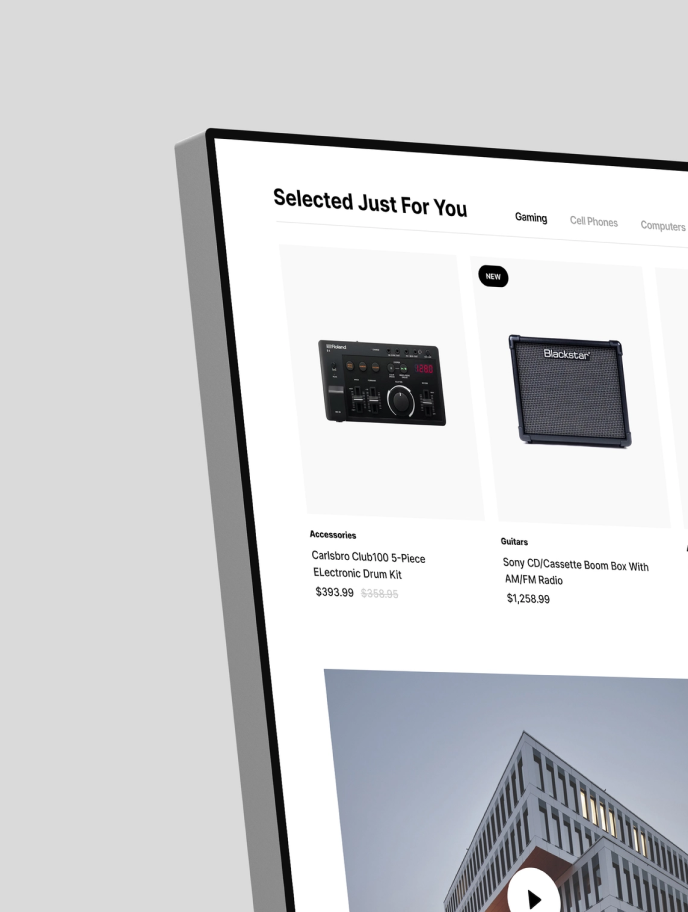 Selected Just For You
Gaming
Cell Phones
Computers
NEW
Roland
Blackstar
Accessories
Carlsbro Club100 5-Piece
ELectronic Drum Kit
$393.99 $358.95
Guitars
Sony CD/Cassette Boom Box With
AM/FM Radio
$1,258.99